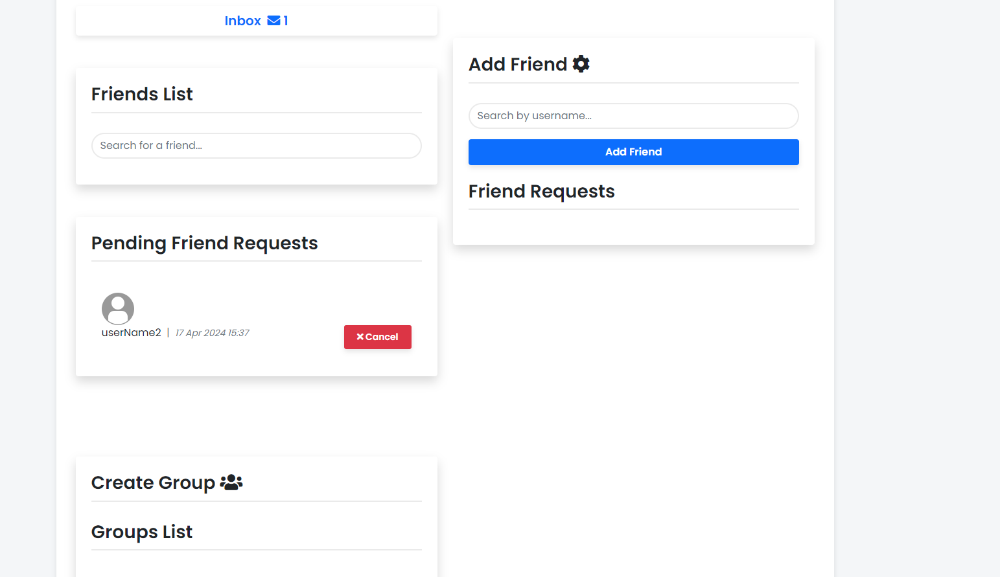 Inbox 1
Friends List
Search for a friend...
Pending Friend Requests
userName2 | 17 Apr 2024 15:37
Cancel
Create Group
Groups List
Add Friend
Search by username...
Add Friend
Friend Requests